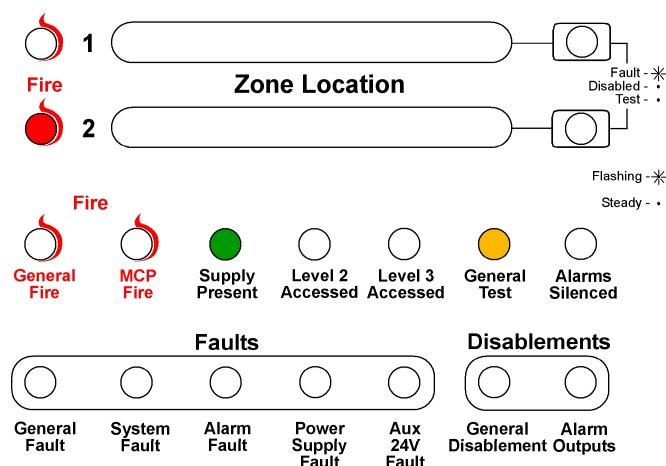 1
Fire
Zone Location
Fault -
Disabled -
Test -
2
Flashing -
Steady -
Fire
General
Fire
MCP
Fire
Supply
Present
Level 2
Accessed
Level 3
Accessed
General
Test
Alarms
Silenced
Faults
Disablements
General
Fault
System
Fault
Alarm
Fault
Power
Supply
Fault
Aux
24V
Fault
General
Disablement
Alarm
Outputs